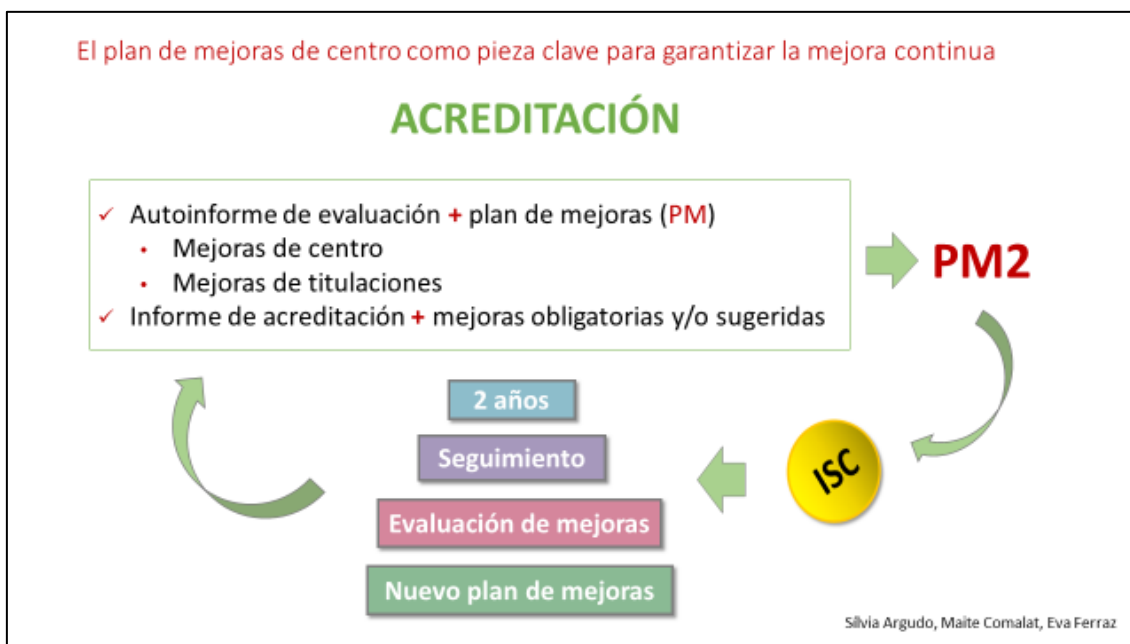 El plan de mejoras de centro como pieza clave para garantizar la mejora continua
ACREDITACIÓN
✓ Autoinforme de evaluación + plan de mejoras (PM)
• Mejoras de centro
• Mejoras de titulaciones
✓ Informe de acreditación + mejoras obligatorias y/o sugeridas
PM2
ISC
2 años
Seguimiento
Evaluación de mejoras
Nuevo plan de mejoras
Sílvia Argudo, Maite Comalat, Eva Ferraz